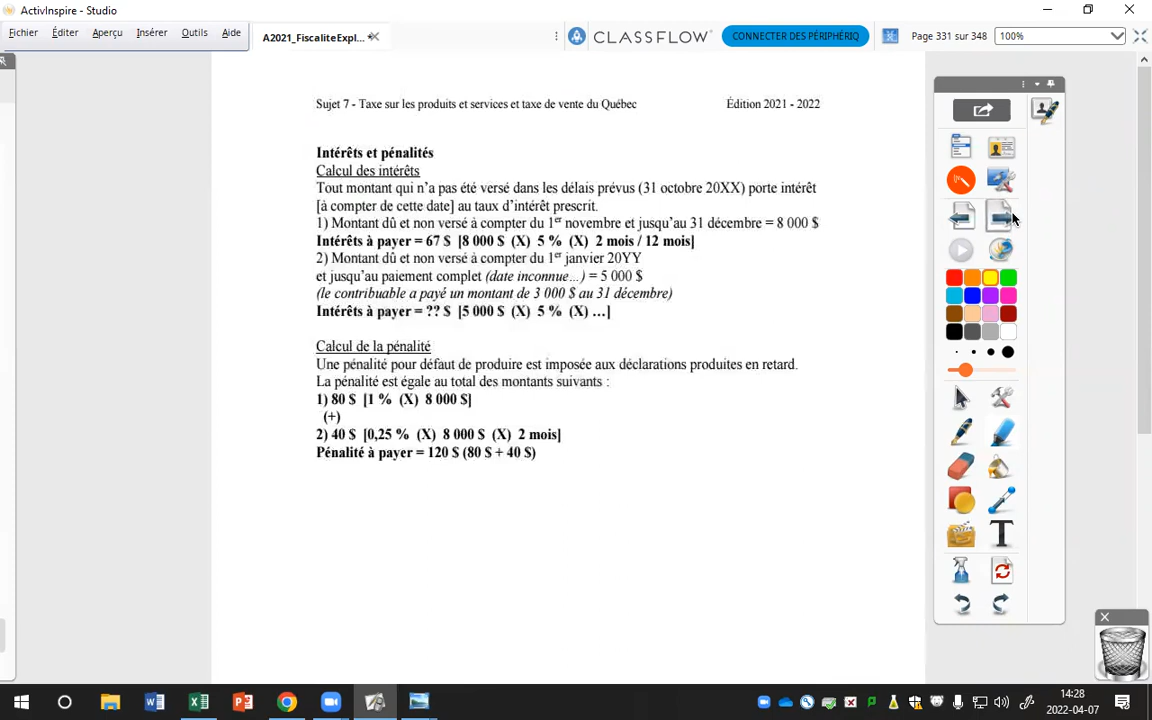 ActivInspire - Studio
Fichier Éditer Aperçu Insérer Outils Aide
A2021_FiscaliteExpl...
CLASSFLOW
CONNECTER DES PÉRIPHÉRIQ
Page 331 sur 348
100%
Sujet 7 - Taxe sur les produits et services et taxe de vente du Québec Édition 2021 - 2022
Intérêts et pénalités
Calcul des intérêts
Tout montant qui n'a pas été versé dans les délais prévus (31 octobre 20XX) porte intérêt
[à compter de cette date] au taux d'intérêt prescrit.
1) Montant dû et non versé à compter du 1er novembre et jusqu'au 31 décembre = 8 000 $
Intérêts à payer = 67 $ [8 000 $ (X) 5 % (X) 2 mois / 12 mois]
2) Montant dû et non versé à compter du 1er janvier 20YY
et jusqu'au paiement complet (date inconnue…) = 5 000 $
(le contribuable a payé un montant de 3 000 $ au 31 décembre)
Intérêts à payer = ?? $ [5 000 $ (X) 5 % (X) …]
Calcul de la pénalité
Une pénalité pour défaut de produire est imposée aux déclarations produites en retard.
La pénalité est égale au total des montants suivants :
1) 80 $ [1 % (X) 8 000 $]
(+)
2) 40 $ [0,25 % (X) 8 000 $ (X) 2 mois]
Pénalité à payer = 120 $ (80 $ + 40 $)
14:28
2022-04-07